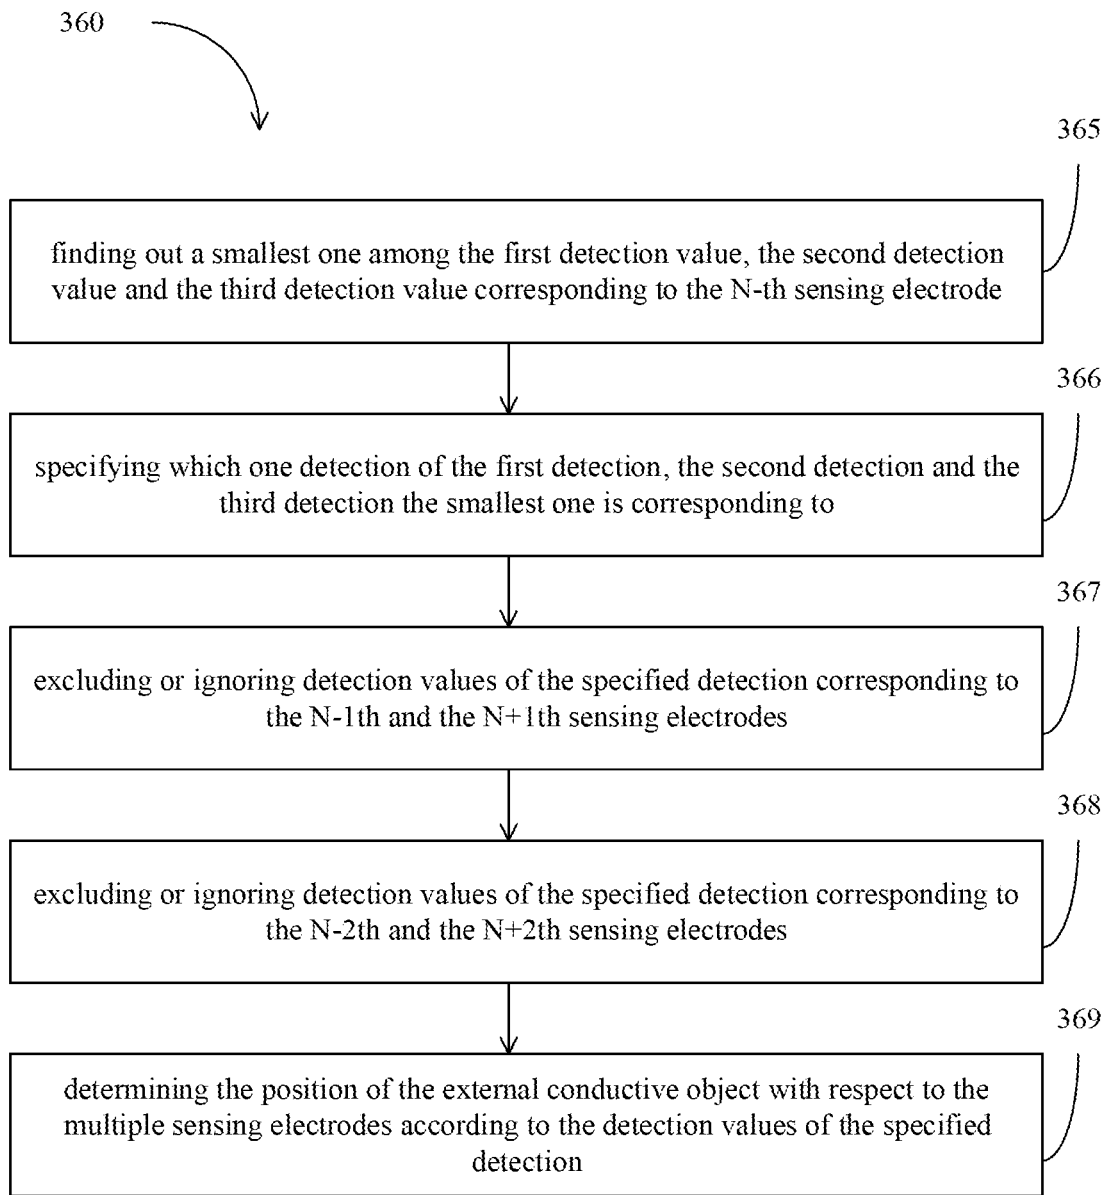 360
365
finding out a smallest one among the first detection value, the second detection
value and the third detection value corresponding to the N-th sensing electrode
366
specifying which one detection of the first detection, the second detection and the
third detection the smallest one is corresponding to
367
excluding or ignoring detection values of the specified detection corresponding to
the N-1th and the N+1th sensing electrodes
368
excluding or ignoring detection values of the specified detection corresponding to
the N-2th and the N+2th sensing electrodes
369
determining the position of the external conductive object with respect to the
multiple sensing electrodes according to the detection values of the specified
detection